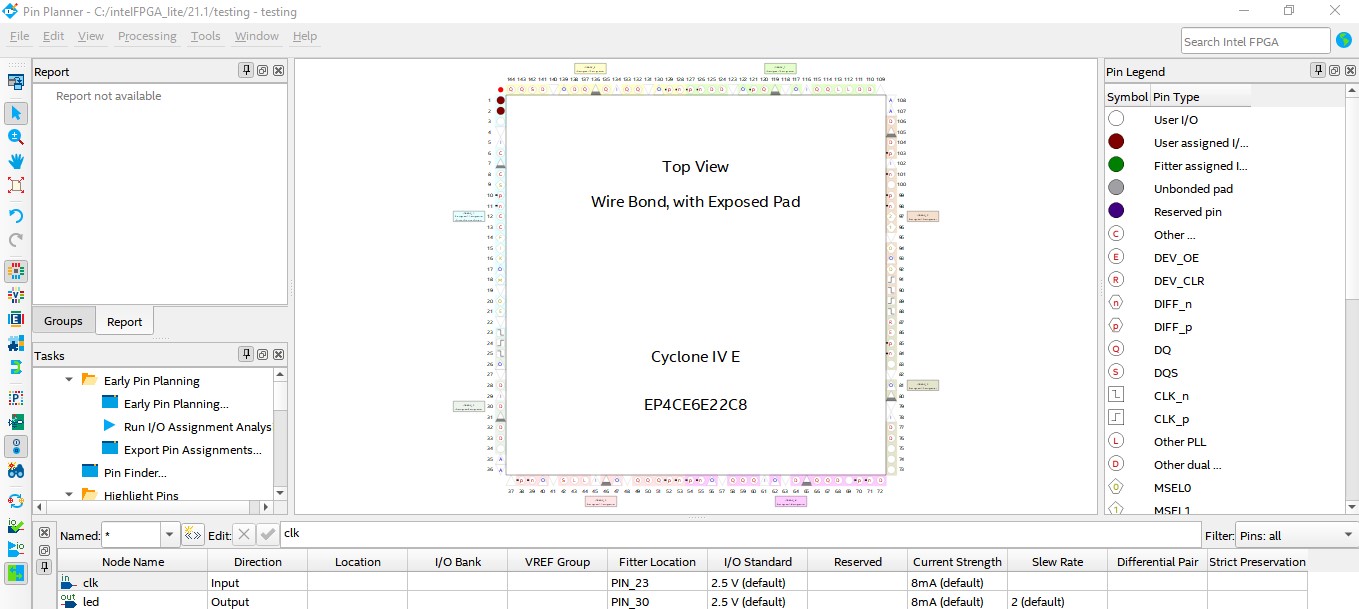 Pin Planner - C:/intelFPGA_lite/21.1/testing - testing
File Edit View Processing Tools Window Help
Search Intel FPGA
Report
Report not available
Groups Report
Tasks
Early Pin Planning
Early Pin Planning...
Run I/O Assignment Analys
Export Pin Assignments...
Pin Finder...
Highlight Pins
Top View
Wire Bond, with Exposed Pad
Cyclone IV E
EP4CE6E22C8
Pin Legend
Symbol Pin Type
User I/O
User assigned I/...
Fitter assigned I...
Unbonded pad
Reserved pin
C Other ...
E DEV_OE
R DEV_CLR
n DIFF_n
p DIFF_p
Q DQ
S DQS
CLK_n
CLK_p
L Other PLL
D Other dual ...
0 MSEL0
1 MSEL1
Named: * Edit: clk Filter: Pins: all
Node Name Direction Location I/O Bank VREF Group Fitter Location I/O Standard Reserved Current Strength Slew Rate Differential Pair Strict Preservation
in clk Input PIN_23 2.5 V (default) 8mA (default)
out led Output PIN_30 2.5 V (default) 8mA (default) 2 (default)